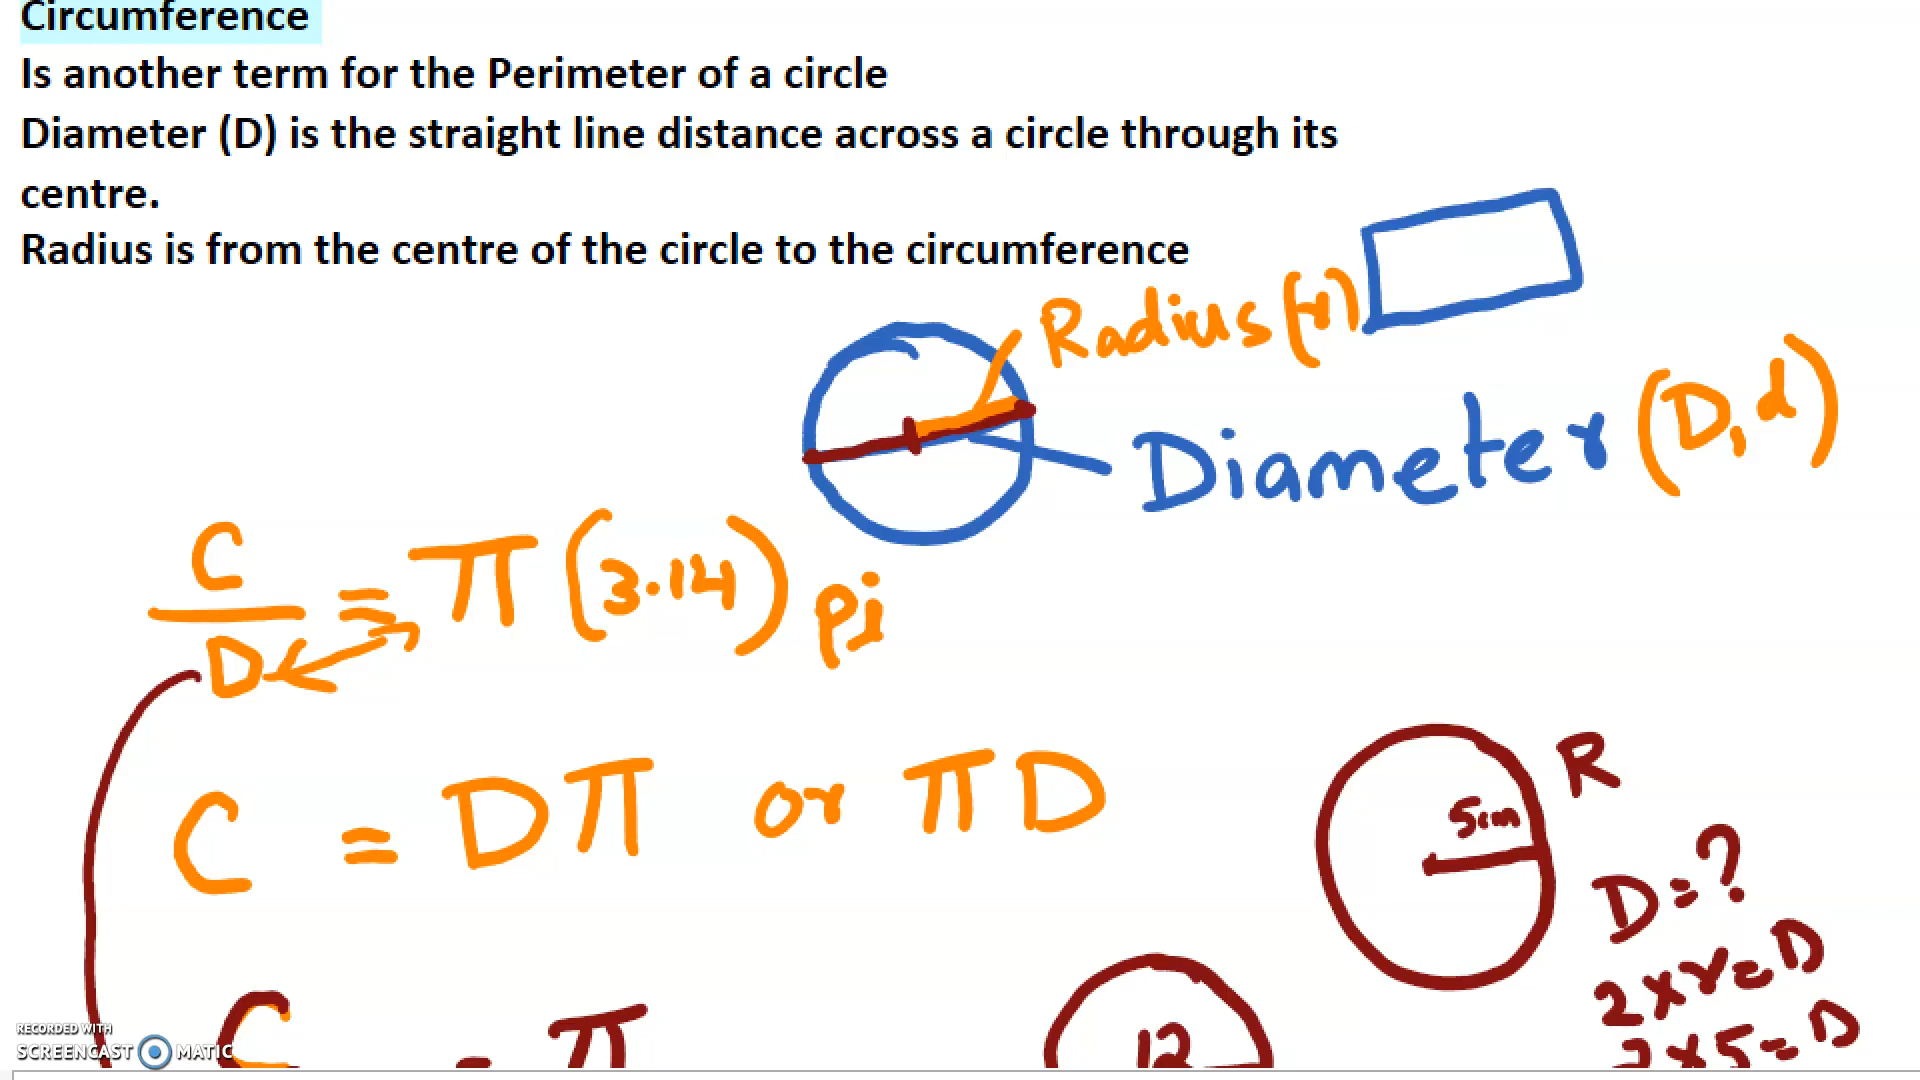 Circumference
Is another term for the Perimeter of a circle
Diameter (D) is the straight line distance across a circle through its
centre.
Radius is from the centre of the circle to the circumference
Radius (r)
Diameter (D, d)
C
D
= π (3.14) pi
C = Dπ or πD
R
5cm
D = ?
2 x r = D
2 x 5 = D
C = π
12
RECORDED WITH
SCREENCAST MATIC